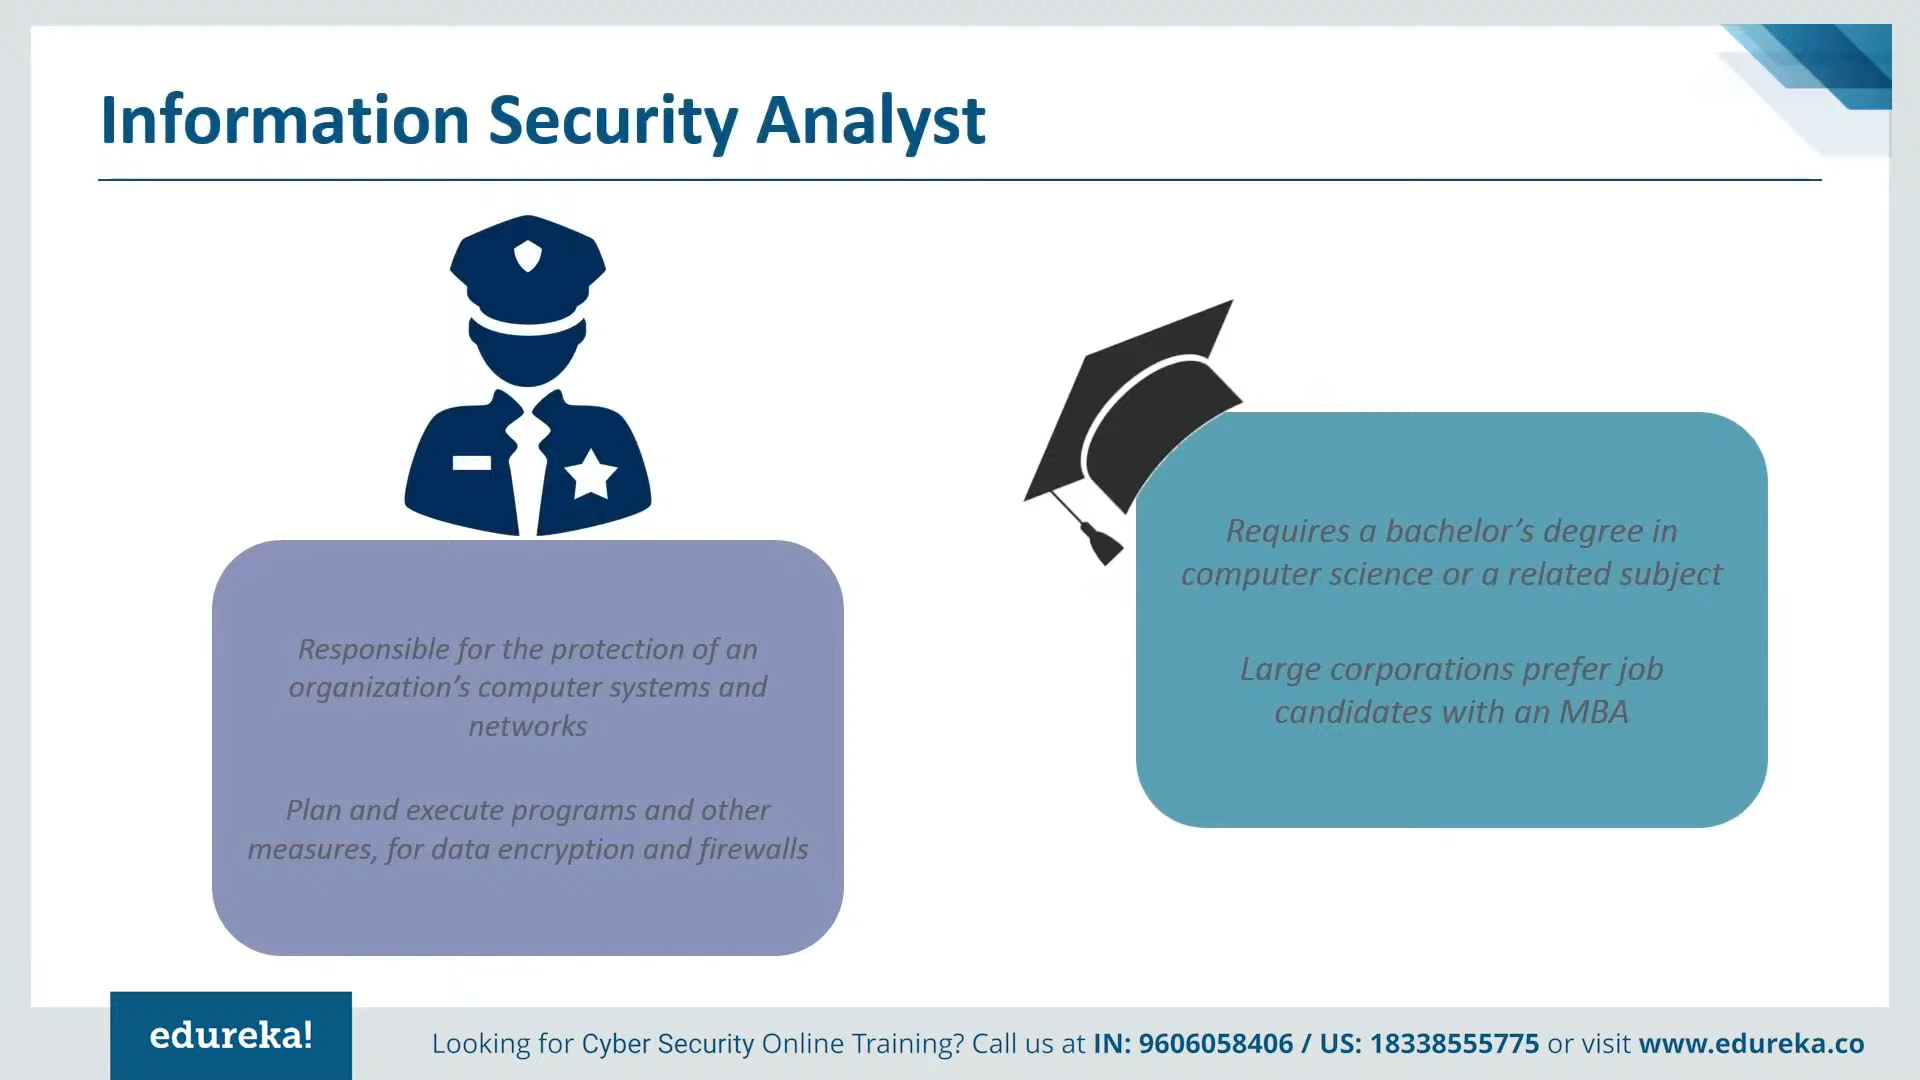 Information Security Analyst
Responsible for the protection of an
organization’s computer systems and
networks
Plan and execute programs and other
measures, for data encryption and firewalls
Requires a bachelor’s degree in
computer science or a related subject
Large corporations prefer job
candidates with an MBA
edureka!
Looking for Cyber Security Online Training? Call us at IN: 9606058406 / US: 18338555775 or visit www.edureka.co